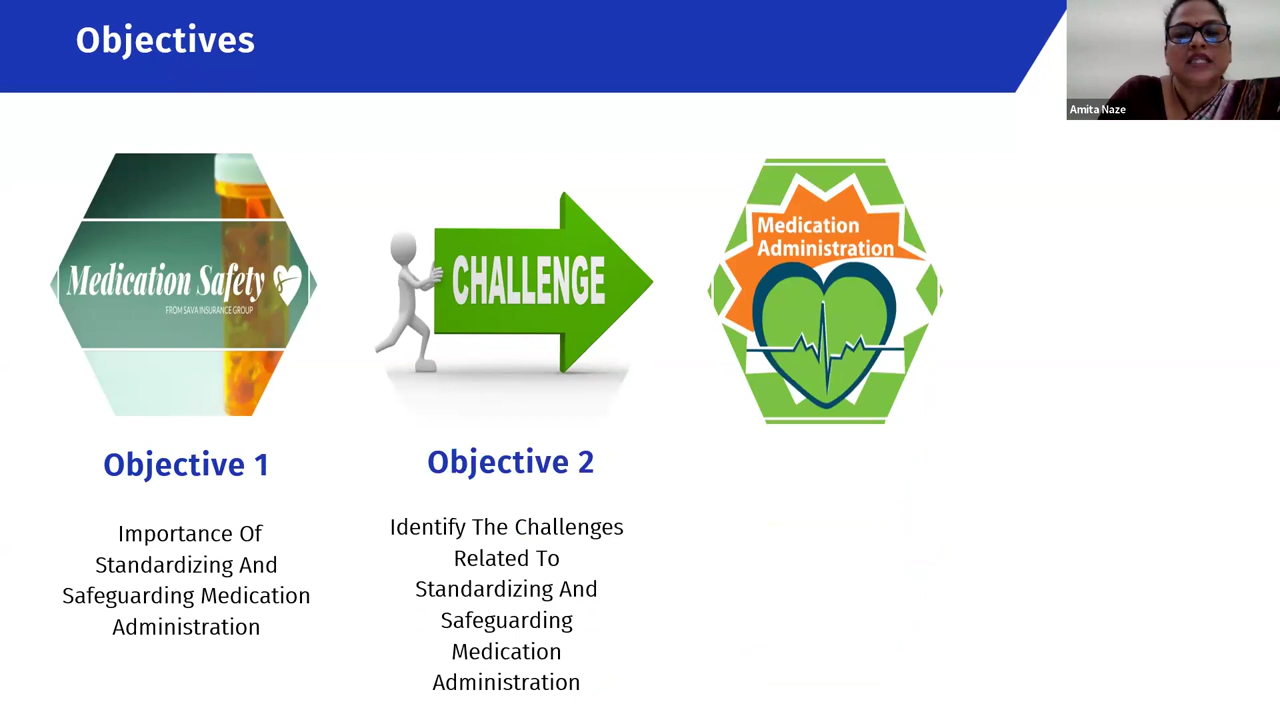 Objectives
Amita Naze
Medication Safety
FROM SAVA INSURANCE GROUP
CHALLENGE
Medication
Administration
Objective 1
Importance Of
Standardizing And
Safeguarding Medication
Administration
Objective 2
Identify The Challenges
Related To
Standardizing And
Safeguarding
Medication
Administration